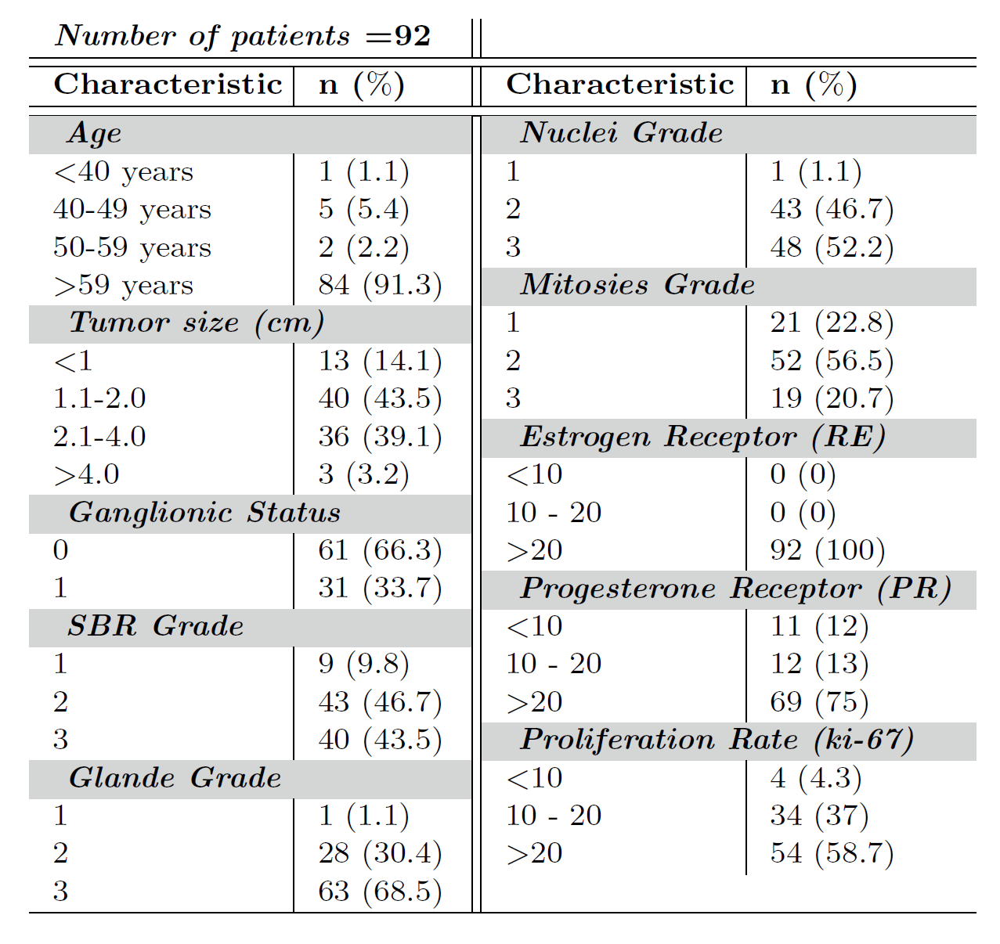 Number of patients =92
Characteristic n (%) Characteristic n (%)
Age Nuclei Grade
<40 years 1 (1.1) 1 1 (1.1)
40-49 years 5 (5.4) 2 43 (46.7)
50-59 years 2 (2.2) 3 48 (52.2)
>59 years 84 (91.3) Mitosies Grade
Tumor size (cm) 1 21 (22.8)
<1 13 (14.1) 2 52 (56.5)
1.1-2.0 40 (43.5) 3 19 (20.7)
2.1-4.0 36 (39.1) Estrogen Receptor (RE)
>4.0 3 (3.2) <10 0 (0)
Ganglionic Status 10 - 20 0 (0)
0 61 (66.3) >20 92 (100)
1 31 (33.7) Progesterone Receptor (PR)
SBR Grade <10 11 (12)
1 9 (9.8) 10 - 20 12 (13)
2 43 (46.7) >20 69 (75)
3 40 (43.5) Proliferation Rate (ki-67)
Glande Grade <10 4 (4.3)
1 1 (1.1) 10 - 20 34 (37)
2 28 (30.4) >20 54 (58.7)
3 63 (68.5)